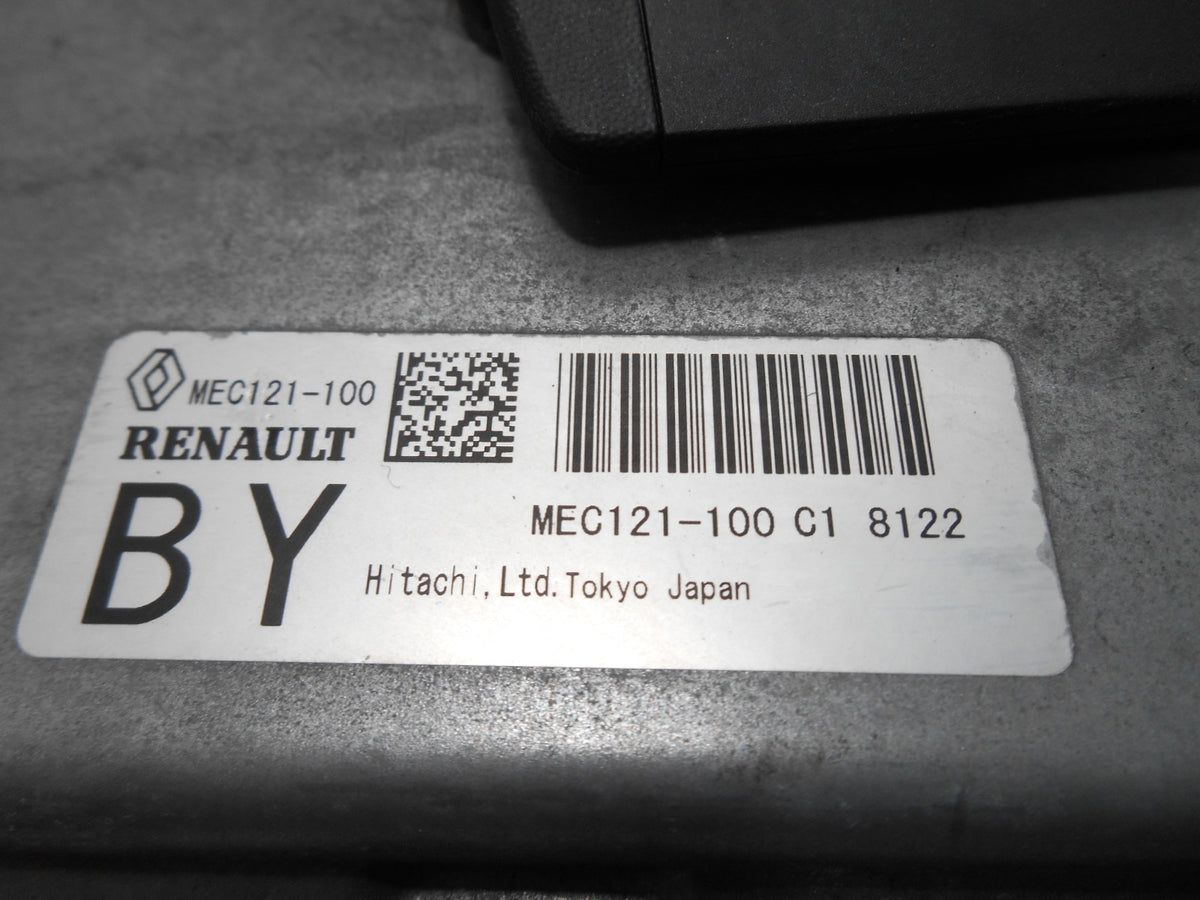 MEC121-100
RENAULT
BY
MEC121-100 C1 8122
Hitachi, Ltd. Tokyo Japan